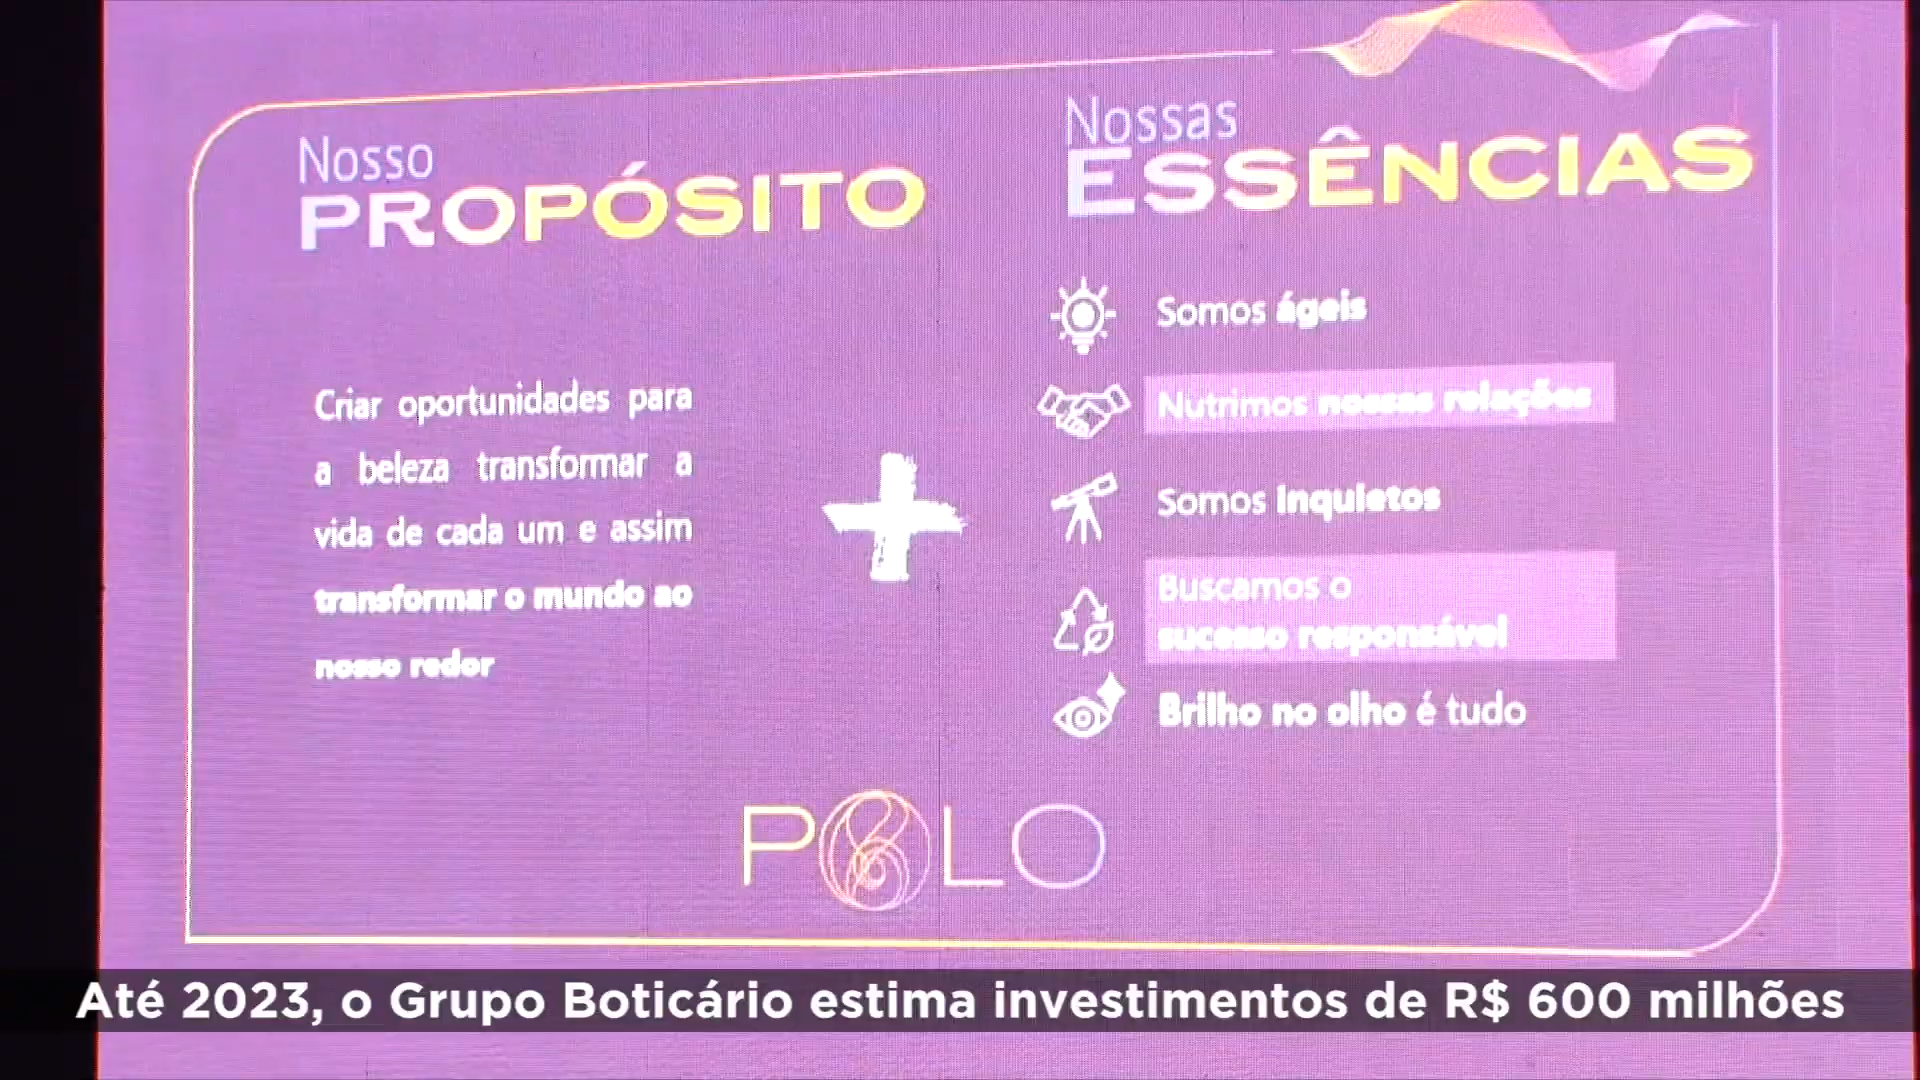 Nosso
PROPÓSITO
Criar oportunidades para
a beleza transformar a
vida de cada um e assim
transformar o mundo ao
nosso redor
Nossas
ESSÊNCIAS
Somos ágeis
Nutrimos nossas relações
Somos Inquietos
Buscamos o
sucesso responsável
Brilho no olho é tudo
POLO
Até 2023, o Grupo Boticário estima investimentos de R$ 600 milhões